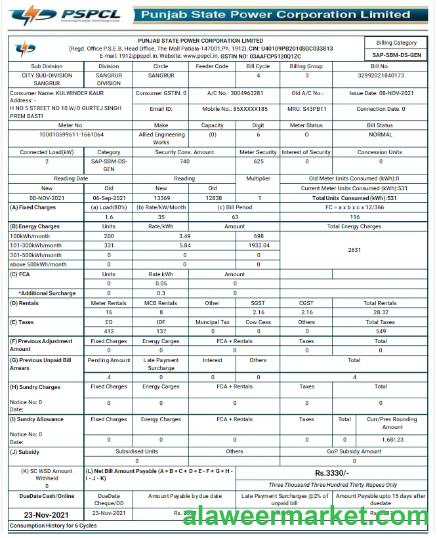 PSPCL Punjab State Power Corporation Limited
PUNJAB STATE POWER CORPORATION LIMITED
(Regd. Office P.S.E.B. Head Office, The Mall Patiala-147001,Ph. 1912), CIN: U40109PB2010SGC033813
E-mail: 1912@pspcl.in, Website: www.pspcl.in, GSTIN NO: 03AAFCP5120Q1ZC
Billing Category
SAP-SBM-DS-GEN
Sub Division Division Circle Feeder Code Bill Cycle Billing Group Bill No.
CITY SUB-DIVISION SANGRUR SANGRUR DIVISION SANGRUR 4 3 32992021840173
Consumer Name: KULWINDER KAUR Consumer GSTIN: 0 A/C No.: 3004963281 Old A/C No.: Issue Date: 08-NOV-2021
Address: -
H NO 5 STREET NO 10 W/O GURTEJ SINGH PREM BASTI Email ID: Mobile No.: 85XXXXX185 MRU: S43PB11 Connection Date: 0
Meter No Make Capacity Digit Meter Status Bill Status
100010599611-1661064 Allied Engineering Works (0) 6 0 NORMAL
Connected Load(kW) Category Security Cons. Amount Meter Security Interest of Security Concession Units
2 SAP-SBM-DS-GEN 740 625 0 0
Reading Date Reading Multiplier Old Meter Units Consumed (kWh):0
New Old New Old Current Meter Units Consumed (kWh):531
08-NOV-2021 06-Sep-2021 13369 12838 1 Total Units Consumed (kWh):531
(A) Fixed Charges (a) Load(80%) (b) Rate/kW/Month (c) Bill Period FC = a x b x c x 12/366
1.6 35 63 116
(B) Energy Charges Units Rate kWh Amount Total Energy Charges
100kWh/month 200 3.49 698
101-300kWh/month 331 5.84 1933.04 2631
301-500kWh/month 0 0 0
above 500kWh/month 0 0 0
(C) FCA Units Rate kWh Amount
0 0.05 0
*Additional Surcharge 0 0.3 0
(D) Rentals Meter Rentals MCB Rentals Other SGST CGST Total Rentals
16 8 2.16 2.16 28.32
(E) Taxes ED IDF Muncipal Tax Cow Cess Others Total Taxes
412 137 0 0 0 549
(F) Previous Adjustment Amount Fixed Charges Energy Carges FCA + Rentals Taxes Total
0 0 0 0 0
(G) Previous Unpaid Bill Arrears Pending Amount Late Payment Surcharge Interest Others Total
4 0 0 0 4
(H) Sundry Charges Fixed Charges Energy Charges FCA + Rentals Taxes Total
Notice No: 0
Date: 0 0 0 0 0
(I) Sundry Allowance Fixed Charges Energy Charges FCA + Rentals Taxes Total Curr/Prev Rounding Amount
Notice No: 0
Date: 0 0 0 0 0 1.68/.23
(J) Subsidy Subsidised Units Others GoP Subsidy Amount
0 0 0
(K) SC WSD Amount Withheld
0
(L) Net Bill Amount Payable (A + B + C + D + E - F + G + H - I - J - K) Rs.3330/-
Three Thousand Three Hundred Thirty Rupees Only
DueDate Cash/Online DueDate Cheque/DD Amount Payable by due date Late Payment Surcharges @2% of unpaid bill Amount Payable upto 15 days after duedate
23-Nov-2021 23-Nov-2021
alaweermarket.com
Consumption History for 6 Cycles